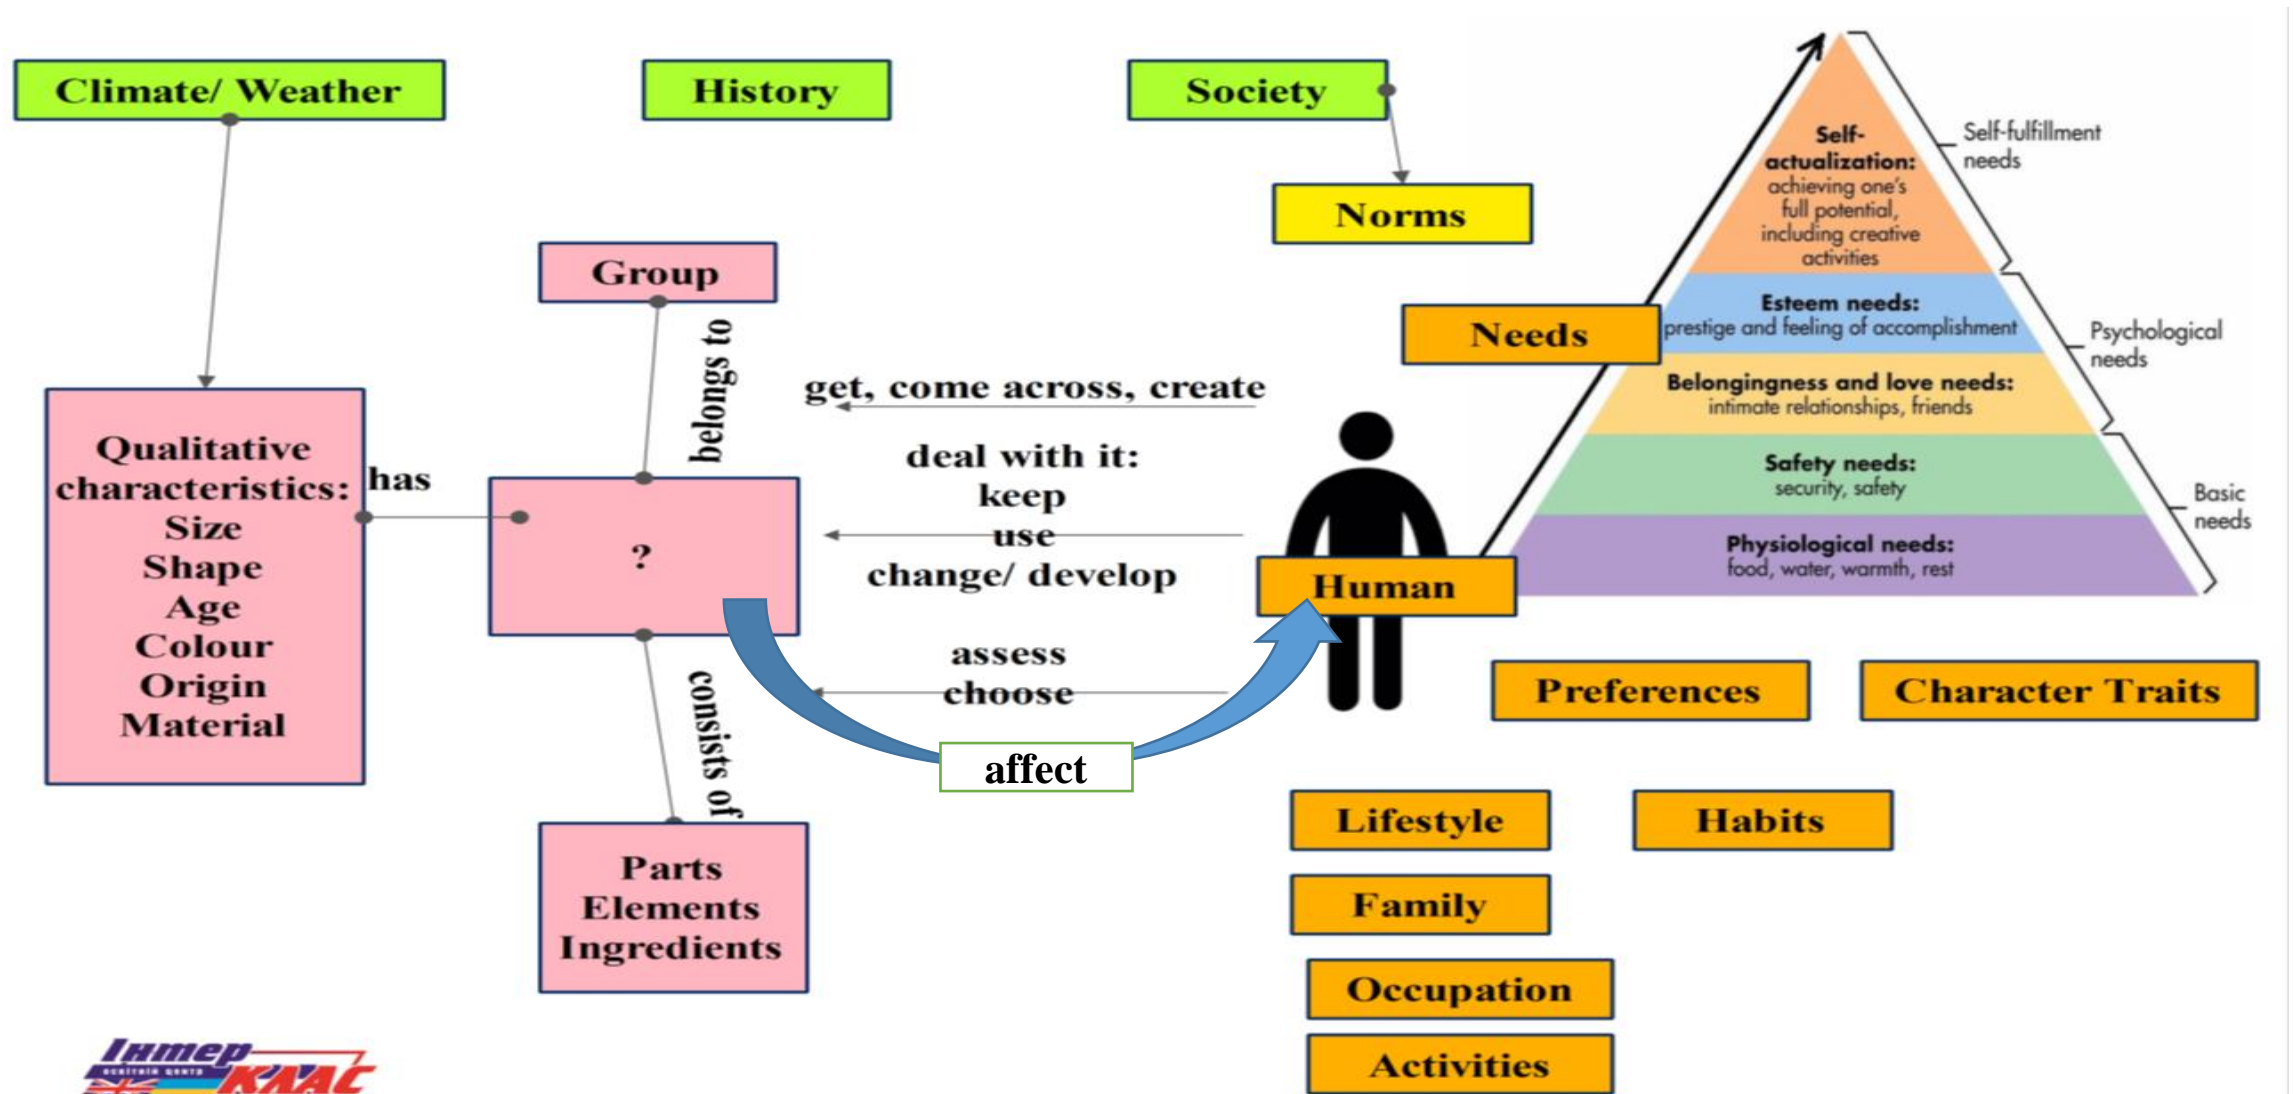 Climate/ Weather
History
Society
Norms
Group
belongs to
Needs
Self-
actualization:
achieving one's
full potential,
including creative
activities
Self-fulfillment
needs
Esteem needs:
prestige and feeling of accomplishment
Psychological
needs
Belongingness and love needs:
intimate relationships, friends
Safety needs:
security, safety
Basic
needs
Physiological needs:
food, water, warmth, rest
get, come across, create
deal with it:
keep
use
change/ develop
assess
choose
Qualitative
characteristics:
Size
Shape
Age
Colour
Origin
Material
has
?
Human
affect
consists of
Parts
Elements
Ingredients
Preferences
Character Traits
Lifestyle
Habits
Family
Occupation
Activities
Інтер
освітній центр
КЛАС